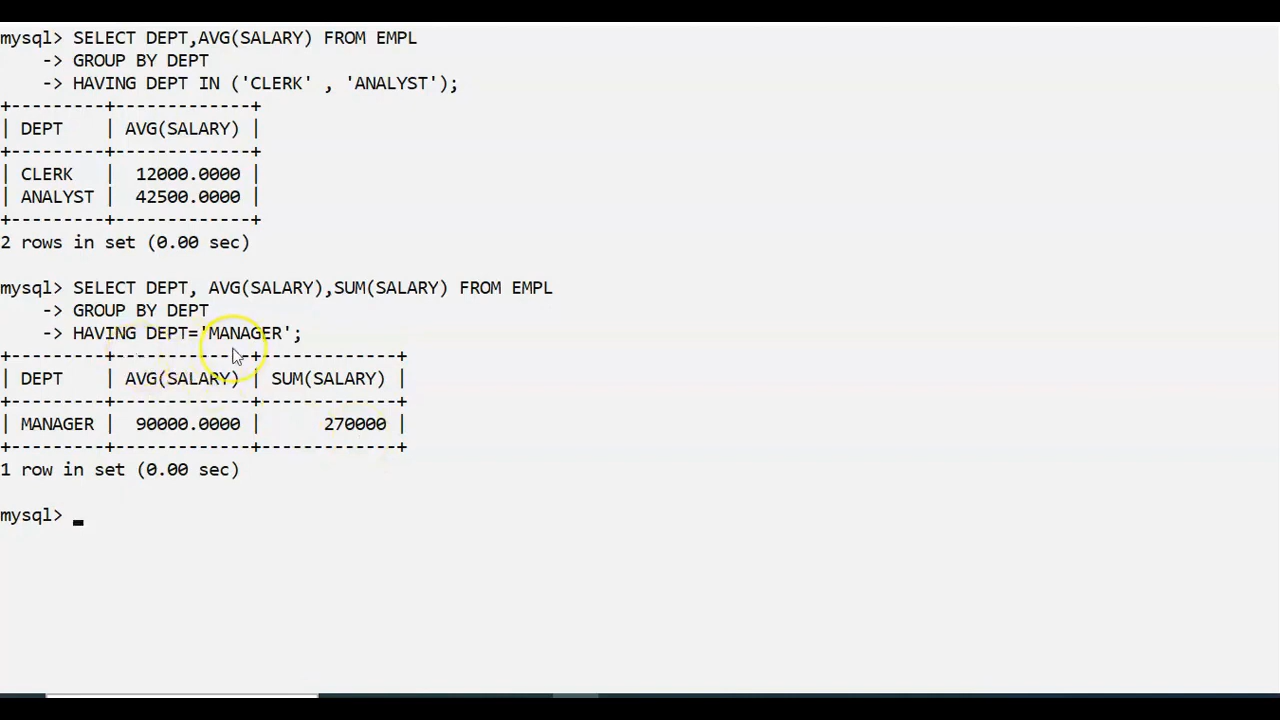 mysql> SELECT DEPT,AVG(SALARY) FROM EMPL
    -> GROUP BY DEPT
    -> HAVING DEPT IN ('CLERK' , 'ANALYST');
+---------+-------------+
| DEPT    | AVG(SALARY) |
+---------+-------------+
| CLERK   |  12000.0000 |
| ANALYST |  42500.0000 |
+---------+-------------+
2 rows in set (0.00 sec)

mysql> SELECT DEPT, AVG(SALARY),SUM(SALARY) FROM EMPL
    -> GROUP BY DEPT
    -> HAVING DEPT='MANAGER';
+---------+-------------+-------------+
| DEPT    | AVG(SALARY) | SUM(SALARY) |
+---------+-------------+-------------+
| MANAGER |  90000.0000 |      270000 |
+---------+-------------+-------------+
1 row in set (0.00 sec)

mysql>